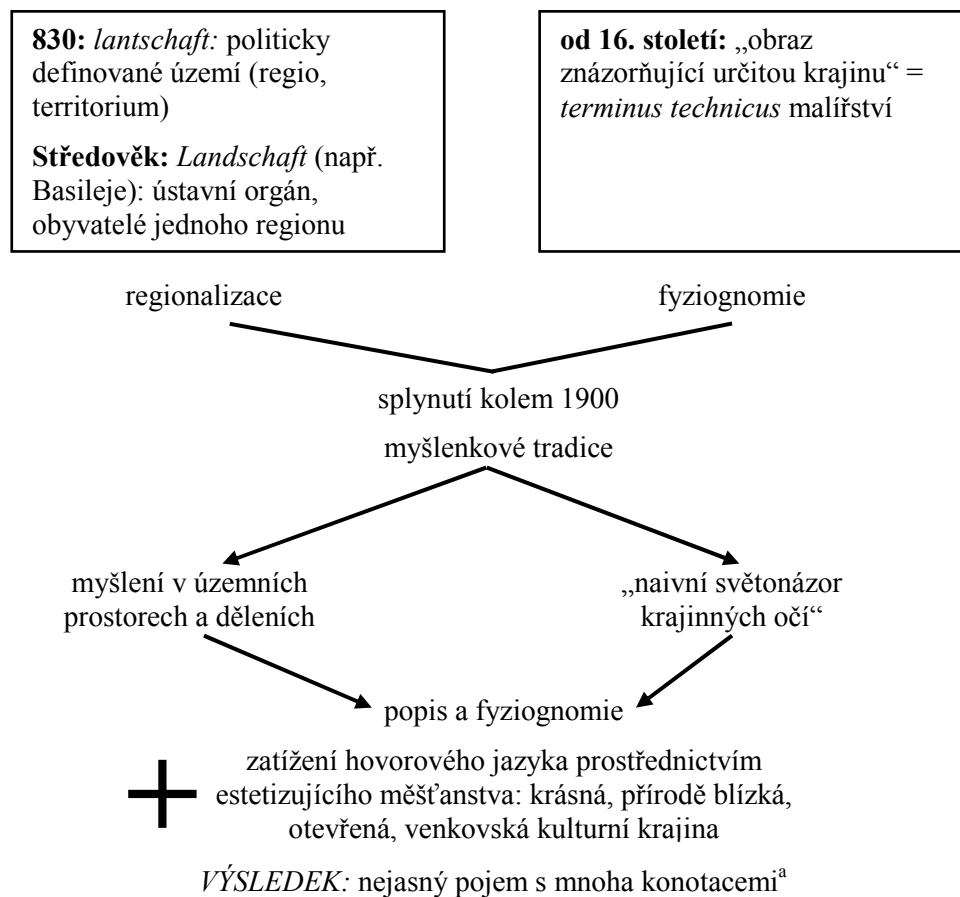 830: lantschaft: politicky
definované území (regio,
territorium)
Středověk: Landschaft (např.
Basileje): ústavní orgán,
obyvatelé jednoho regionu
od 16. století: „obraz
znázorňující určitou krajinu“ =
terminus technicus malířství
regionalizace
fyziognomie
splynutí kolem 1900
myšlenkové tradice
myšlení v územních
prostorech a děleních
„naivní světonázor
krajinných očí“
popis a fyziognomie
zatížení hovorového jazyka prostřednictvím
estetizujícího měšťanstva: krásná, přírodě blízká,
otevřená, venkovská kulturní krajina
VÝSLEDEK: nejasný pojem s mnoha konotacemiª